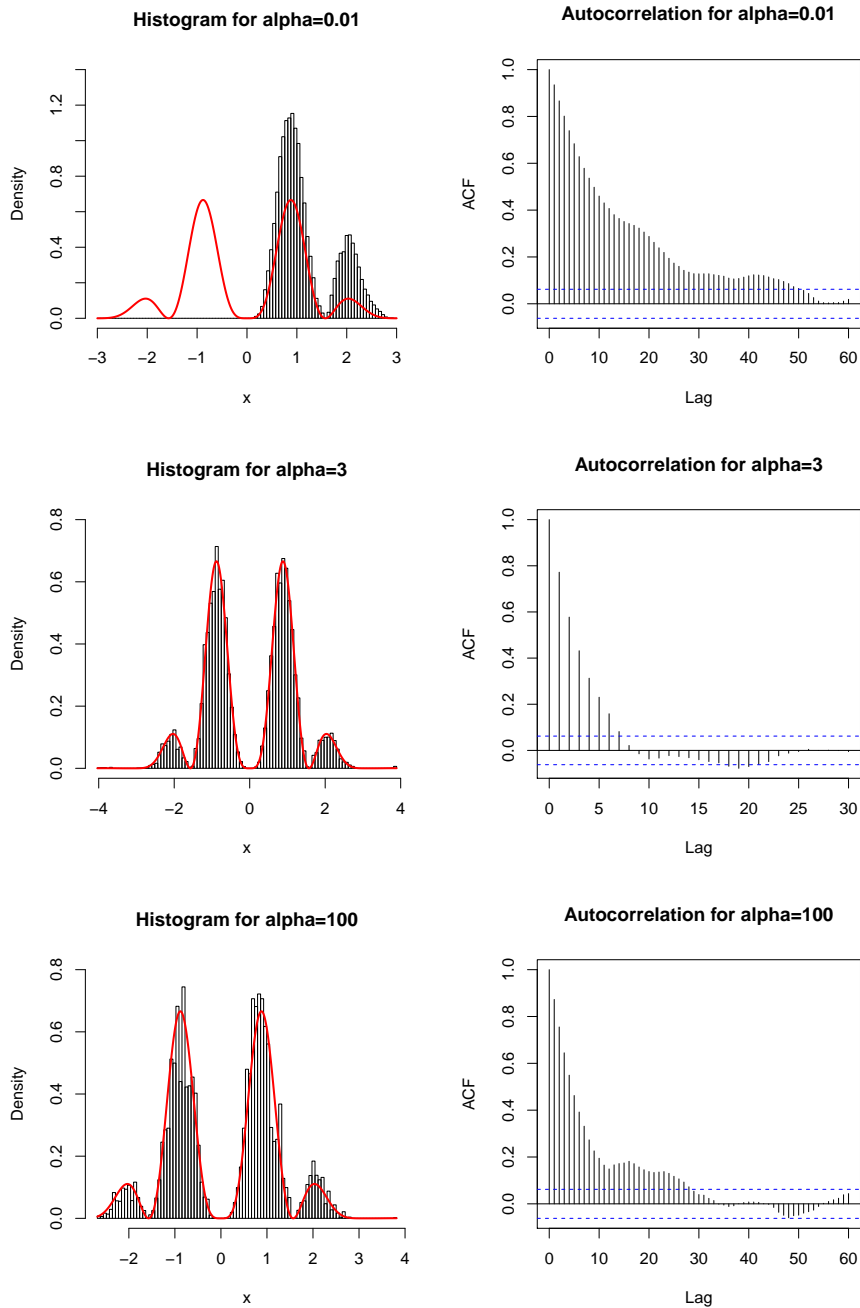 Histogram for alpha=0.01
Density
0.0 0.4 0.8 1.2
−3 −2 −1 0 1 2 3
x
Autocorrelation for alpha=0.01
ACF
0.0 0.2 0.4 0.6 0.8 1.0
0 10 20 30 40 50 60
Lag
Histogram for alpha=3
Density
0.0 0.2 0.4 0.6 0.8
−4 −2 0 2 4
x
Autocorrelation for alpha=3
ACF
0.0 0.2 0.4 0.6 0.8 1.0
0 5 10 15 20 25 30
Lag
Histogram for alpha=100
Density
0.0 0.2 0.4 0.6 0.8
−2 −1 0 1 2 3 4
x
Autocorrelation for alpha=100
ACF
0.0 0.2 0.4 0.6 0.8 1.0
0 10 20 30 40 50 60
Lag